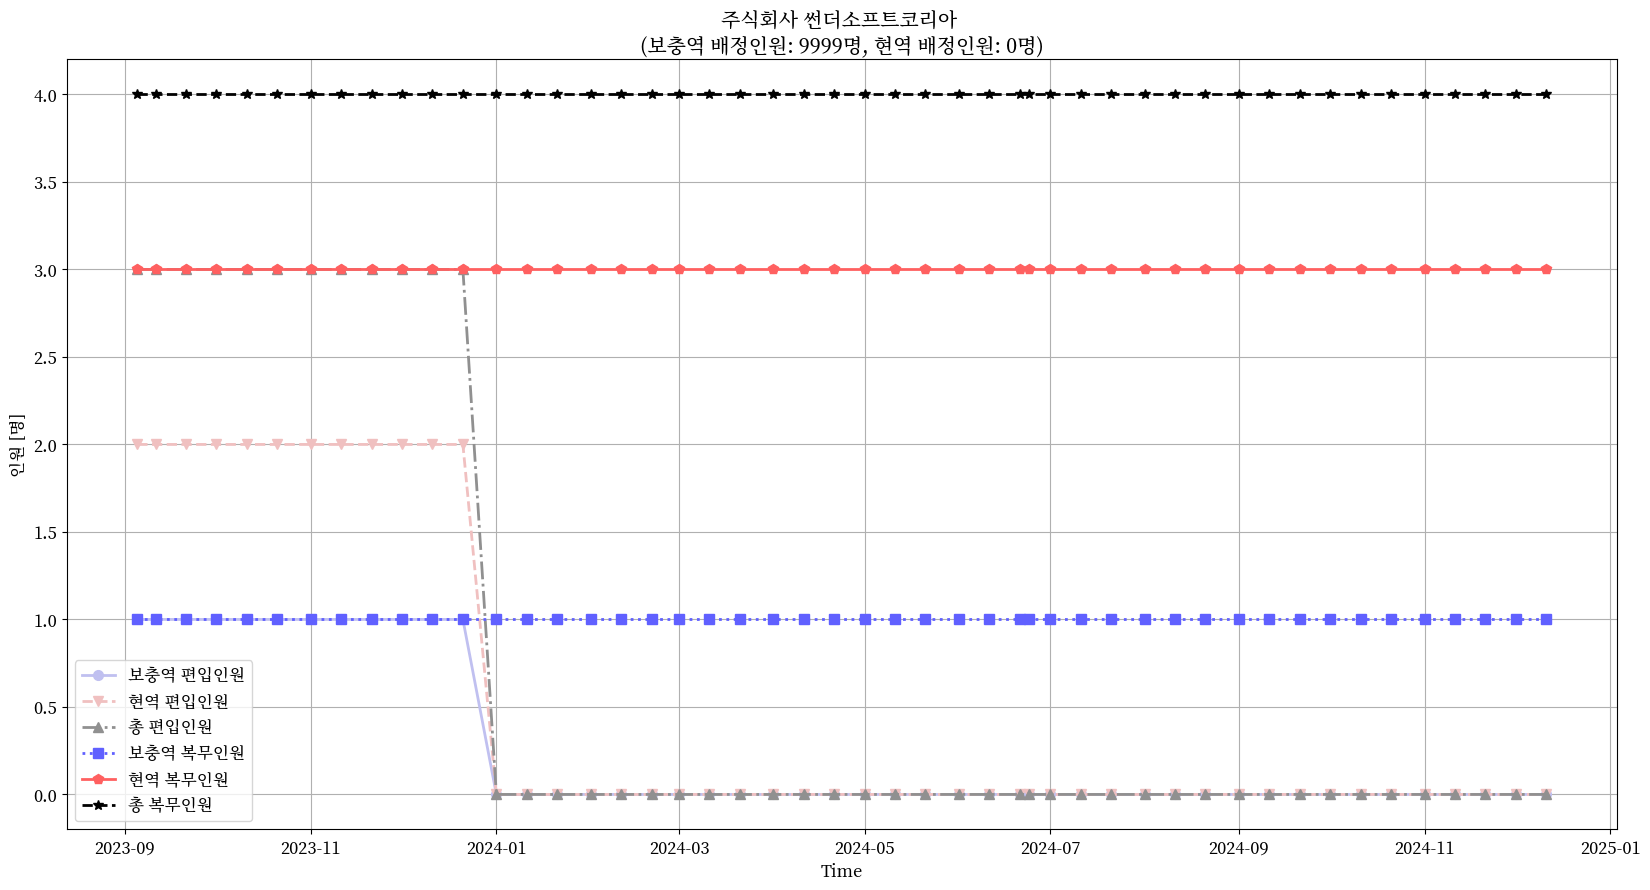 주식회사 썬더소프트코리아
(보충역 배정인원: 9999명, 현역 배정인원: 0명)
인원 [명]
4.0
3.5
3.0
2.5
2.0
1.5
1.0
0.5
0.0
보충역 편입인원
현역 편입인원
총 편입인원
보충역 복무인원
현역 복무인원
총 복무인원
2023-09
2023-11
2024-01
2024-03
2024-05
2024-07
2024-09
2024-11
2025-01
Time